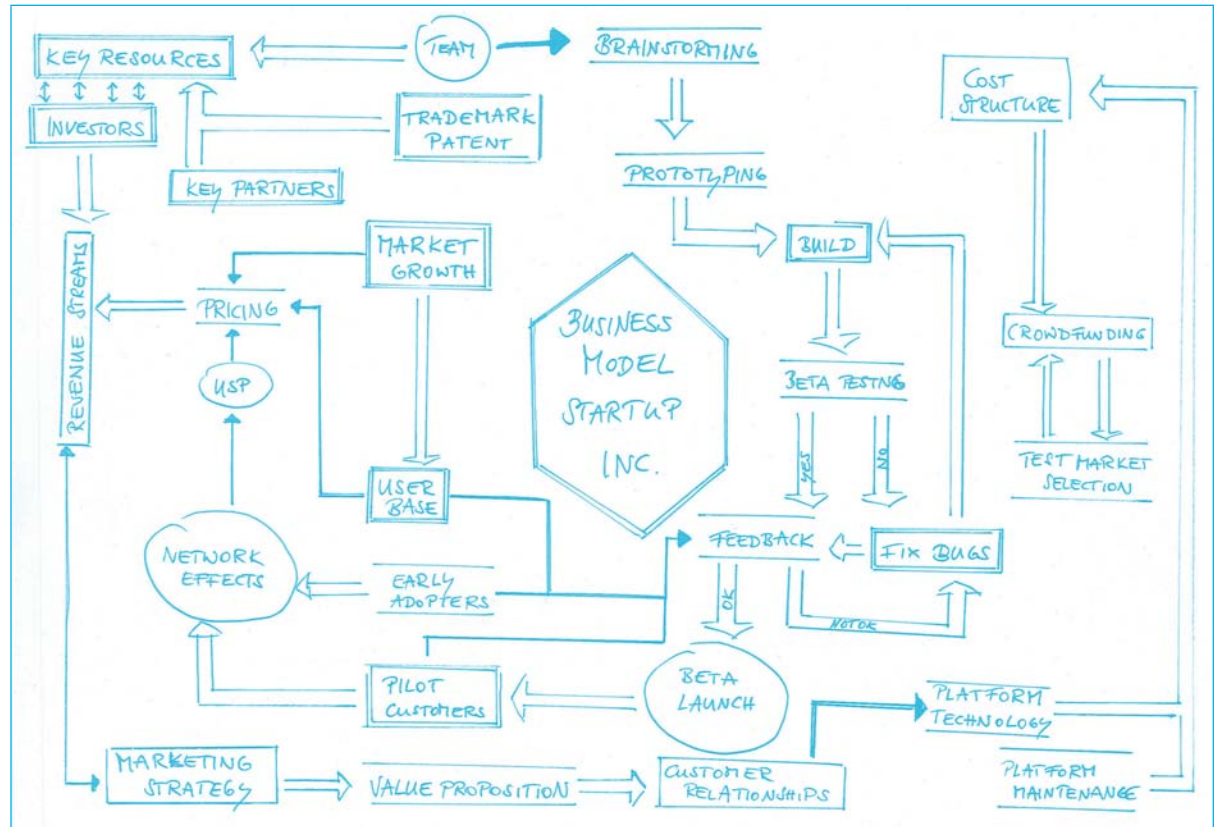 TEAM
BRAINSTORMING
KEY RESOURCES
COST
STRUCTURE
INVESTORS
TRADEMARK
PATENT
KEY PARTNERS
PROTOTYPING
MARKET
GROWTH
BUILD
REVENUE STREAMS
PRICING
BUSINESS
MODEL
STARTUP
INC.
CROWDFUNDING
USP
BETA TESTNG
YES
NO
TEST MARKET
SELECTION
USER
BASE
FEEDBACK
FIX BUGS
NETWORK
EFFECTS
EARLY
ADOPTERS
OK
NOT OK
PILOT
CUSTOMERS
BETA
LAUNCH
PLATFORM
TECHNOLOGY
MARKETING
STRATEGY
VALUE PROPOSITION
CUSTOMER
RELATIONSHIPS
PLATFORM
MAINTENANCE